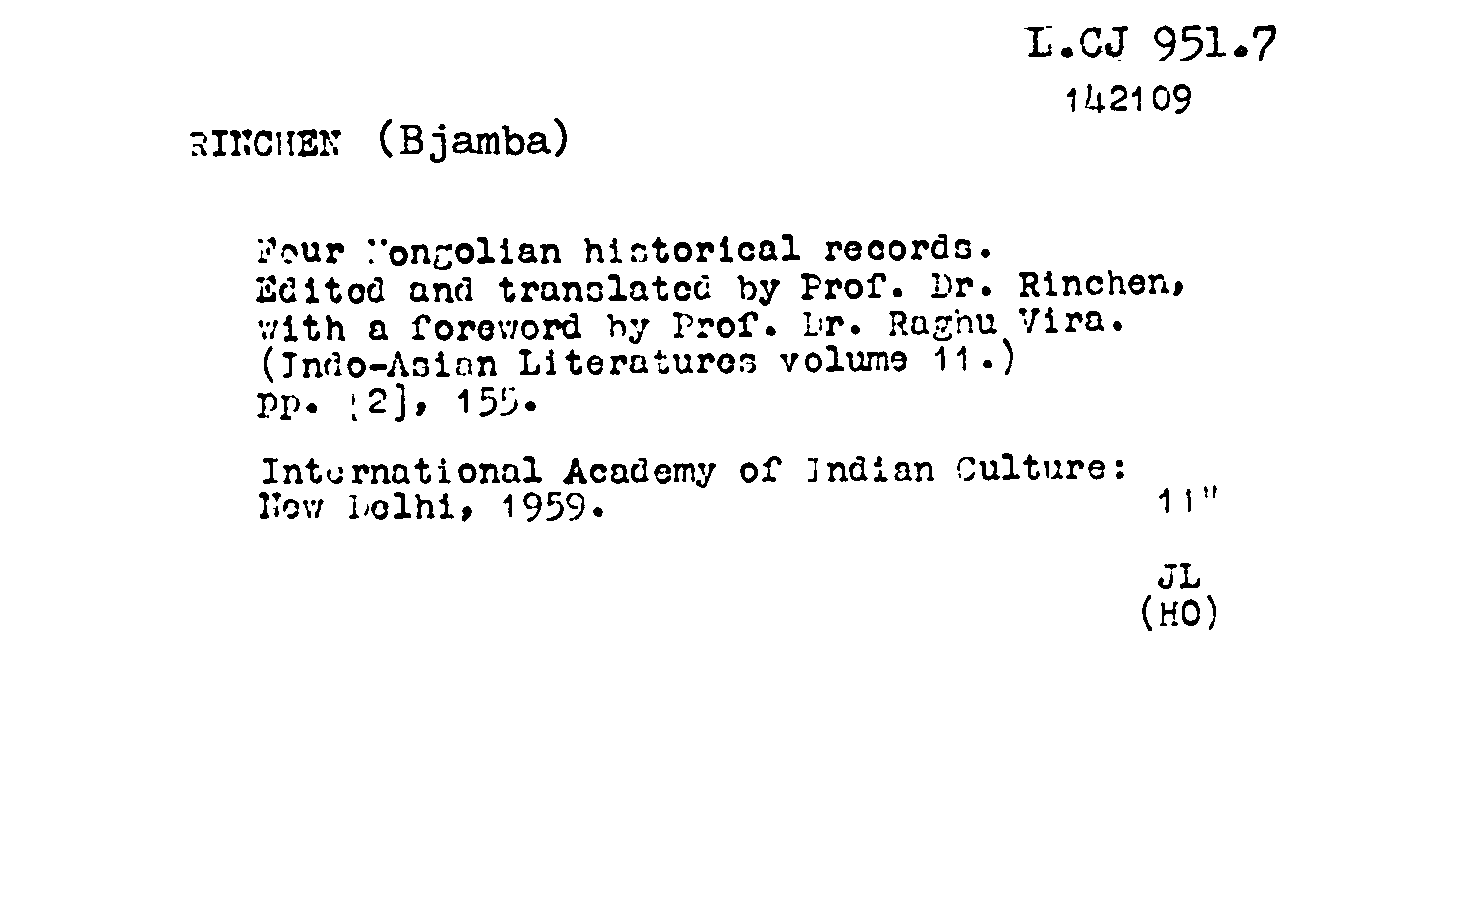 L.CJ 951.7
142109
RINCHEN (Bjamba)
Four Mongolian historical records.
Edited and translated by Prof. Dr. Rinchen,
with a foreword by Prof. Dr. Raghu Vira.
(Indo-Asian Literatures volume 11.)
pp. [2], 155.
International Academy of Indian Culture:
New Delhi, 1959.
11"
JL
(HO)